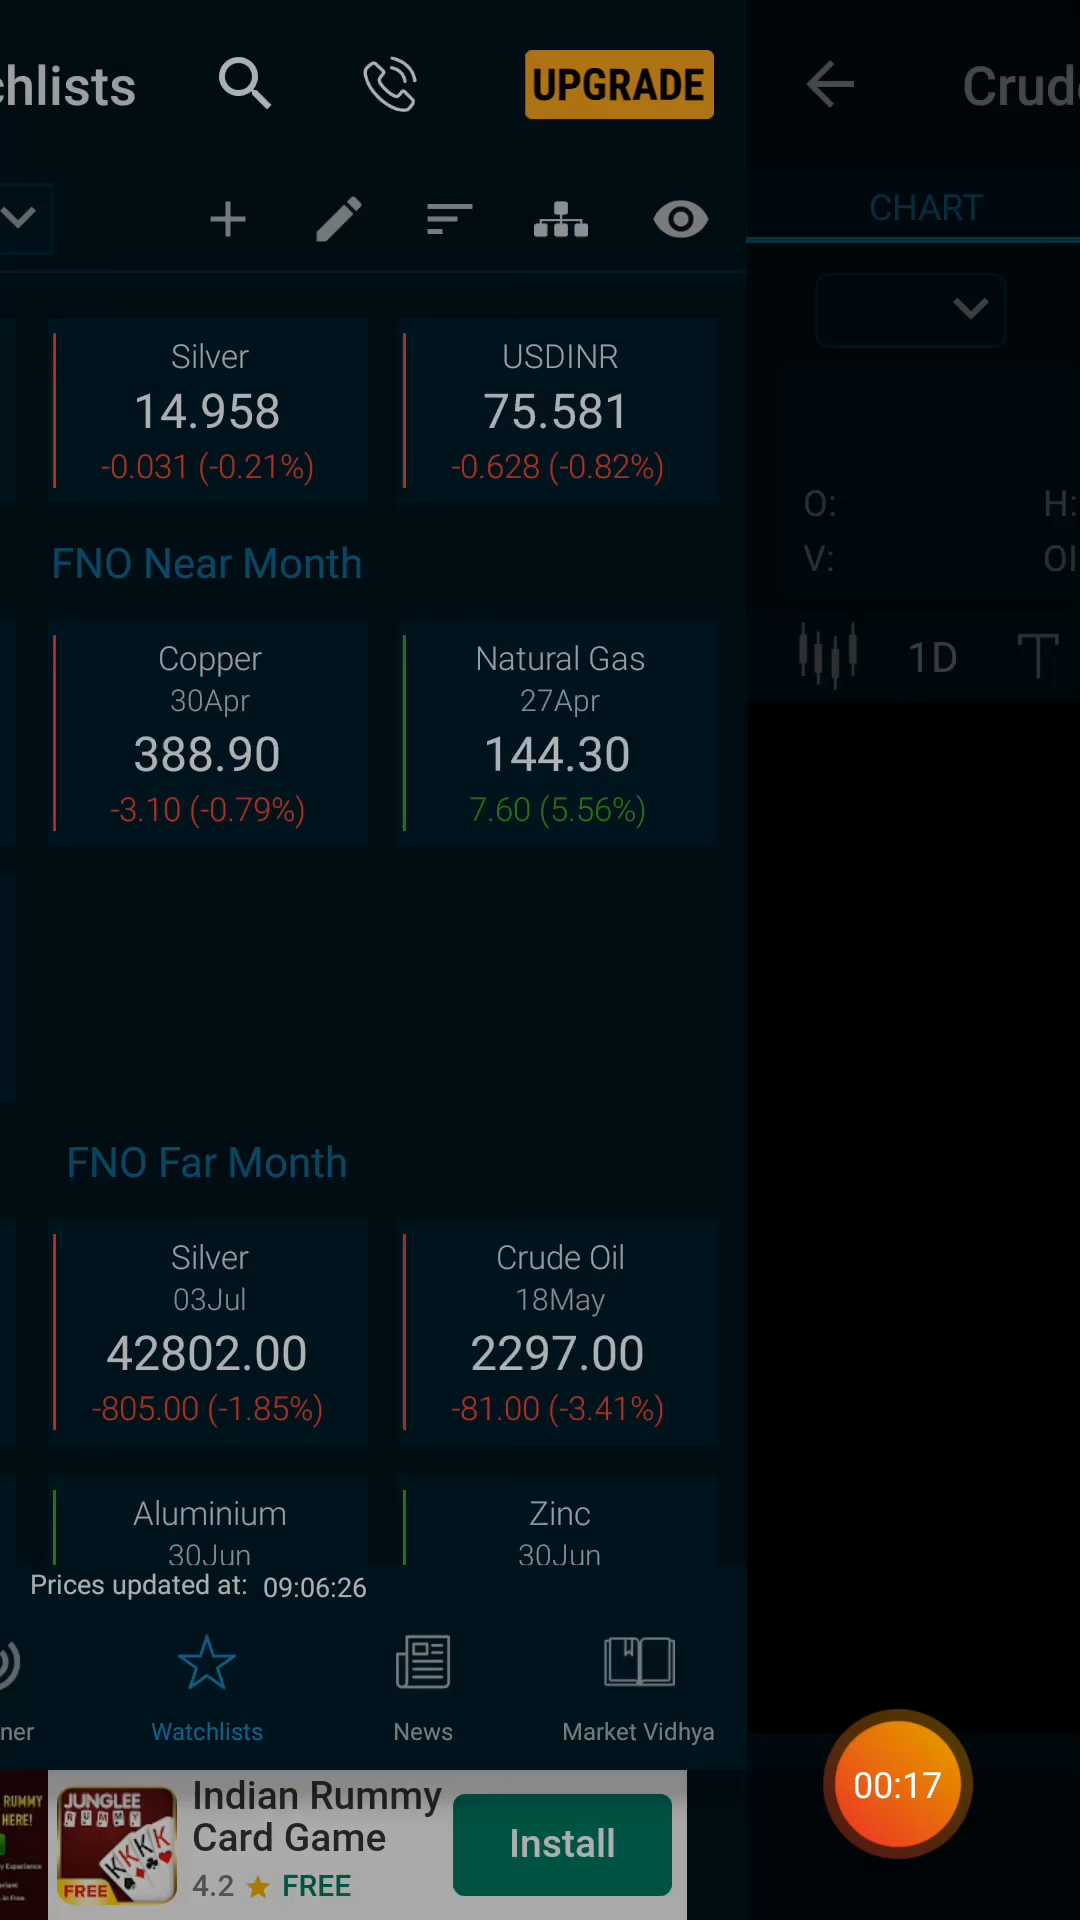 chlists
UPGRADE
Crude
CHART
Silver
14.958
-0.031 (-0.21%)
USDINR
75.581
-0.628 (-0.82%)
O:
H:
V:
OI
FNO Near Month
1D
T
Copper
30Apr
388.90
-3.10 (-0.79%)
Natural Gas
27Apr
144.30
7.60 (5.56%)
FNO Far Month
Silver
03Jul
42802.00
-805.00 (-1.85%)
Crude Oil
18May
2297.00
-81.00 (-3.41%)
Aluminium
30Jun
Zinc
30Jun
Prices updated at: 09:06:26
ner
Watchlists
News
Market Vidhya
00:17
RUMMY
HERE!
JUNGLEE
RUMMY
KKKK
FREE
Indian Rummy
Card Game
4.2 ★ FREE
Install